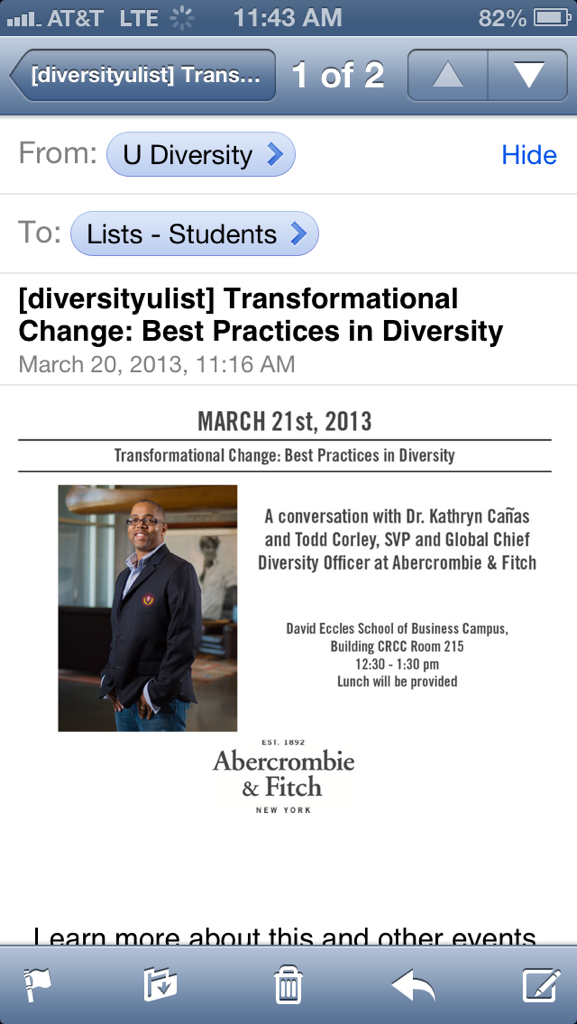 AT&T LTE 11:43 AM 82%
[diversityulist] Trans... 1 of 2
From: U Diversity Hide
To: Lists - Students
[diversityulist] Transformational
Change: Best Practices in Diversity
March 20, 2013, 11:16 AM
MARCH 21st, 2013
Transformational Change: Best Practices in Diversity
A conversation with Dr. Kathryn Cañas
and Todd Corley, SVP and Global Chief
Diversity Officer at Abercrombie & Fitch
David Eccles School of Business Campus,
Building CRCC Room 215
12:30 - 1:30 pm
Lunch will be provided
EST. 1892
Abercrombie
& Fitch
NEW YORK
Learn more about this and other events